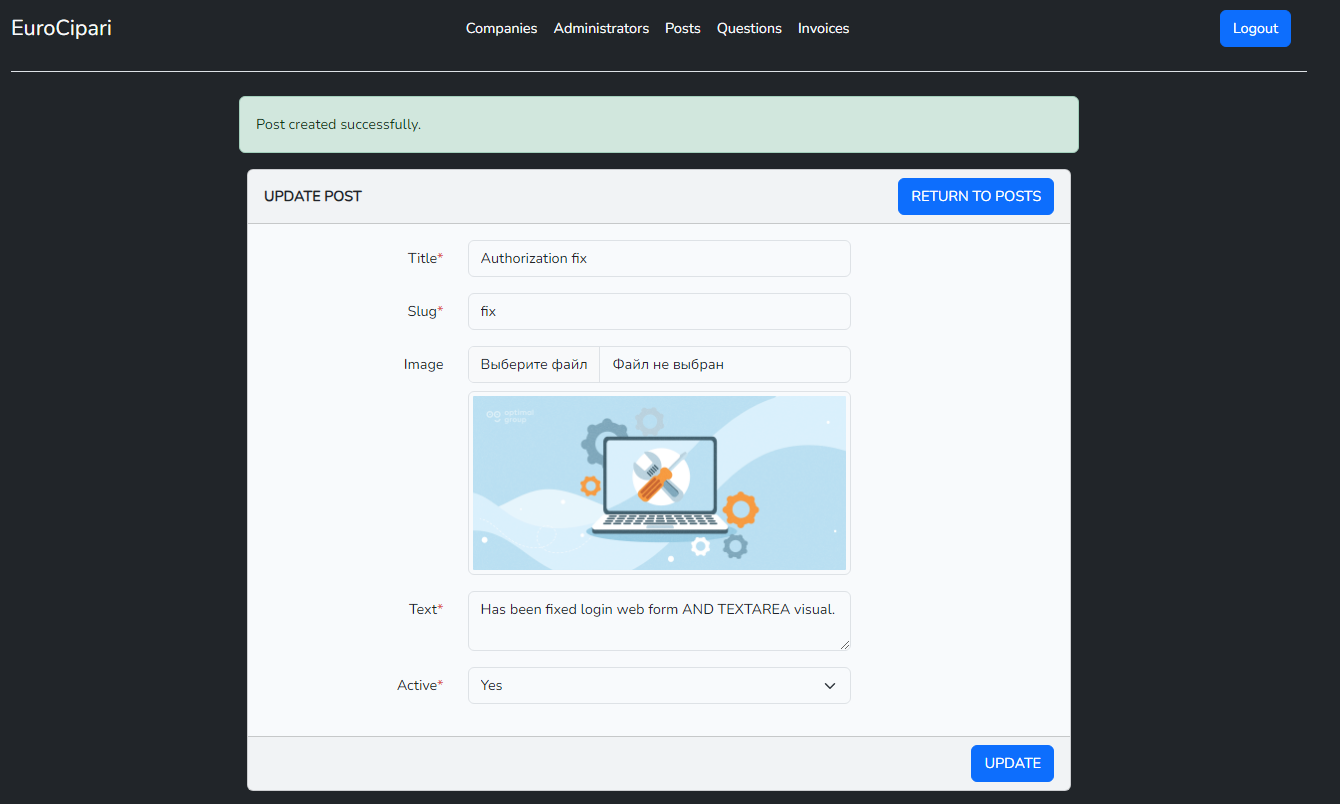 EuroCipari
Companies Administrators Posts Questions Invoices
Logout
Post created successfully.
UPDATE POST
RETURN TO POSTS
Title* Authorization fix
Slug* fix
Image Выберите файл Файл не выбран
optimal
group
Text* Has been fixed login web form AND TEXTAREA visual.
Active* Yes
UPDATE